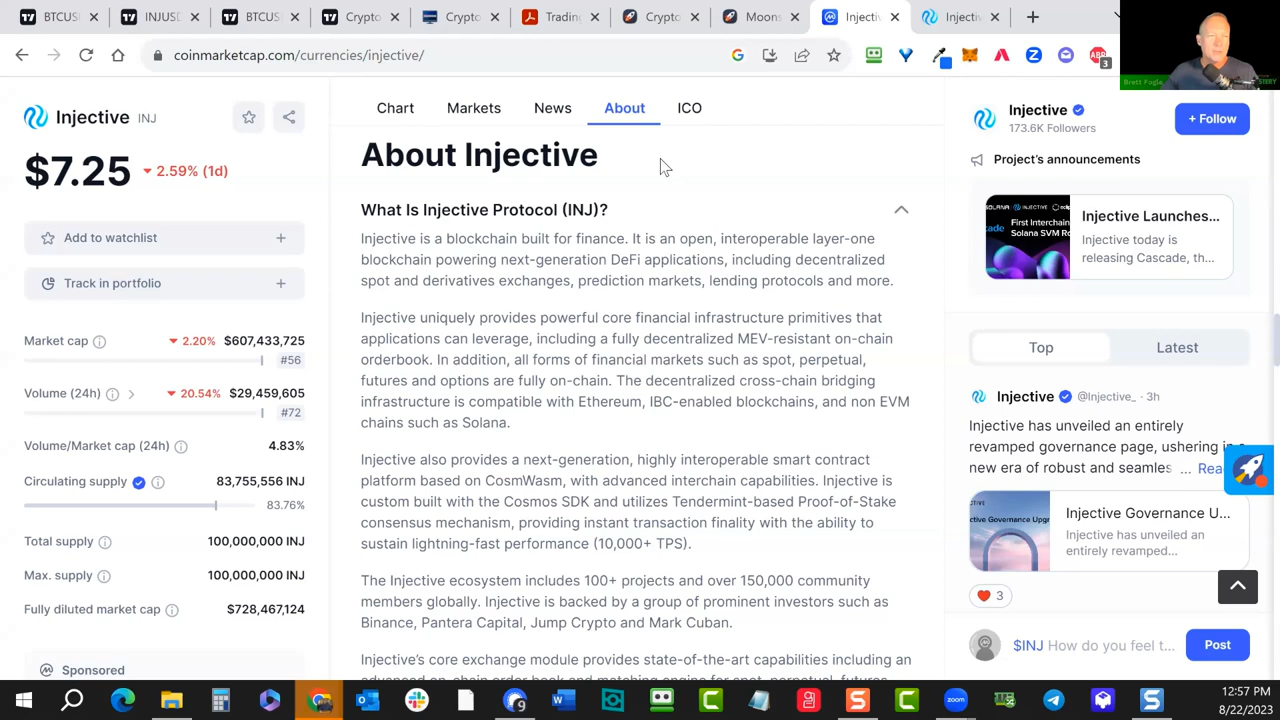 BTCUS
INJUSD
BTCUS
Crypto
Crypto
Trading
Crypto
Moons
Injectiv
Injectiv
coinmarketcap.com/currencies/injective/
3
Brett Fogle
Injective INJ
$7.25 2.59% (1d)
Add to watchlist
Track in portfolio
Market cap 2.20% $607,433,725
#56
Volume (24h) 20.54% $29,459,605
#72
Volume/Market cap (24h) 4.83%
Circulating supply 83,755,556 INJ
83.76%
Total supply 100,000,000 INJ
Max. supply 100,000,000 INJ
Fully diluted market cap $728,467,124
Sponsored
Chart Markets News About ICO
About Injective
What Is Injective Protocol (INJ)?
Injective is a blockchain built for finance. It is an open, interoperable layer-one
blockchain powering next-generation DeFi applications, including decentralized
spot and derivatives exchanges, prediction markets, lending protocols and more.
Injective uniquely provides powerful core financial infrastructure primitives that
applications can leverage, including a fully decentralized MEV-resistant on-chain
orderbook. In addition, all forms of financial markets such as spot, perpetual,
futures and options are fully on-chain. The decentralized cross-chain bridging
infrastructure is compatible with Ethereum, IBC-enabled blockchains, and non EVM
chains such as Solana.
Injective also provides a next-generation, highly interoperable smart contract
platform based on CosmWasm, with advanced interchain capabilities. Injective is
custom built with the Cosmos SDK and utilizes Tendermint-based Proof-of-Stake
consensus mechanism, providing instant transaction finality with the ability to
sustain lightning-fast performance (10,000+ TPS).
The Injective ecosystem includes 100+ projects and over 150,000 community
members globally. Injective is backed by a group of prominent investors such as
Binance, Pantera Capital, Jump Crypto and Mark Cuban.
Injective's core exchange module provides state-of-the-art capabilities including an
Injective
173.6K Followers
+ Follow
Project's announcements
First Interchain
Solana SVM Ro
Injective Launches...
Injective today is
releasing Cascade, th...
Top Latest
Injective @Injective_ · 3h
Injective has unveiled an entirely
revamped governance page, ushering in a
new era of robust and seamles ... Rea
e Governance Upgr
Injective Governance U...
Injective has unveiled an
entirely revamped...
3
$INJ How do you feel t...
Post
12:57 PM
8/22/2023